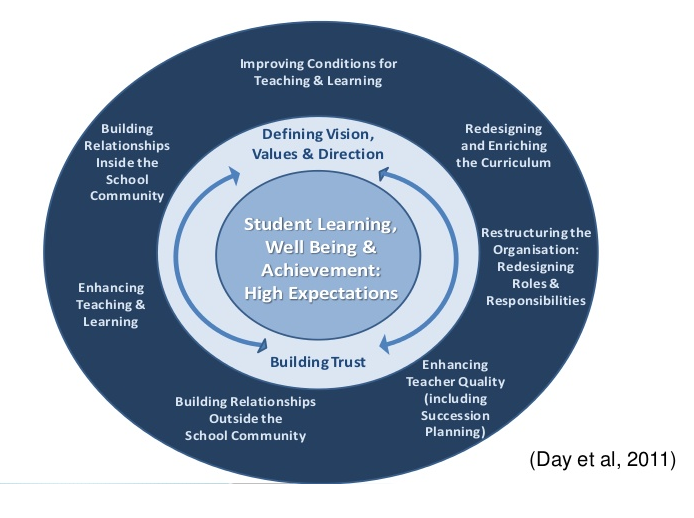 Improving Conditions for
Teaching & Learning
Building
Relationships
Inside the
School
Community
Defining Vision,
Values & Direction
Redesigning
and Enriching
the Curriculum
Student Learning,
Well Being &
Achievement:
High Expectations
Restructuring the
Organisation:
Redesigning
Roles &
Responsibilities
Enhancing
Teaching &
Learning
Building Trust
Enhancing
Teacher Quality
(including
Succession
Planning)
Building Relationships
Outside the
School Community
(Day et al, 2011)